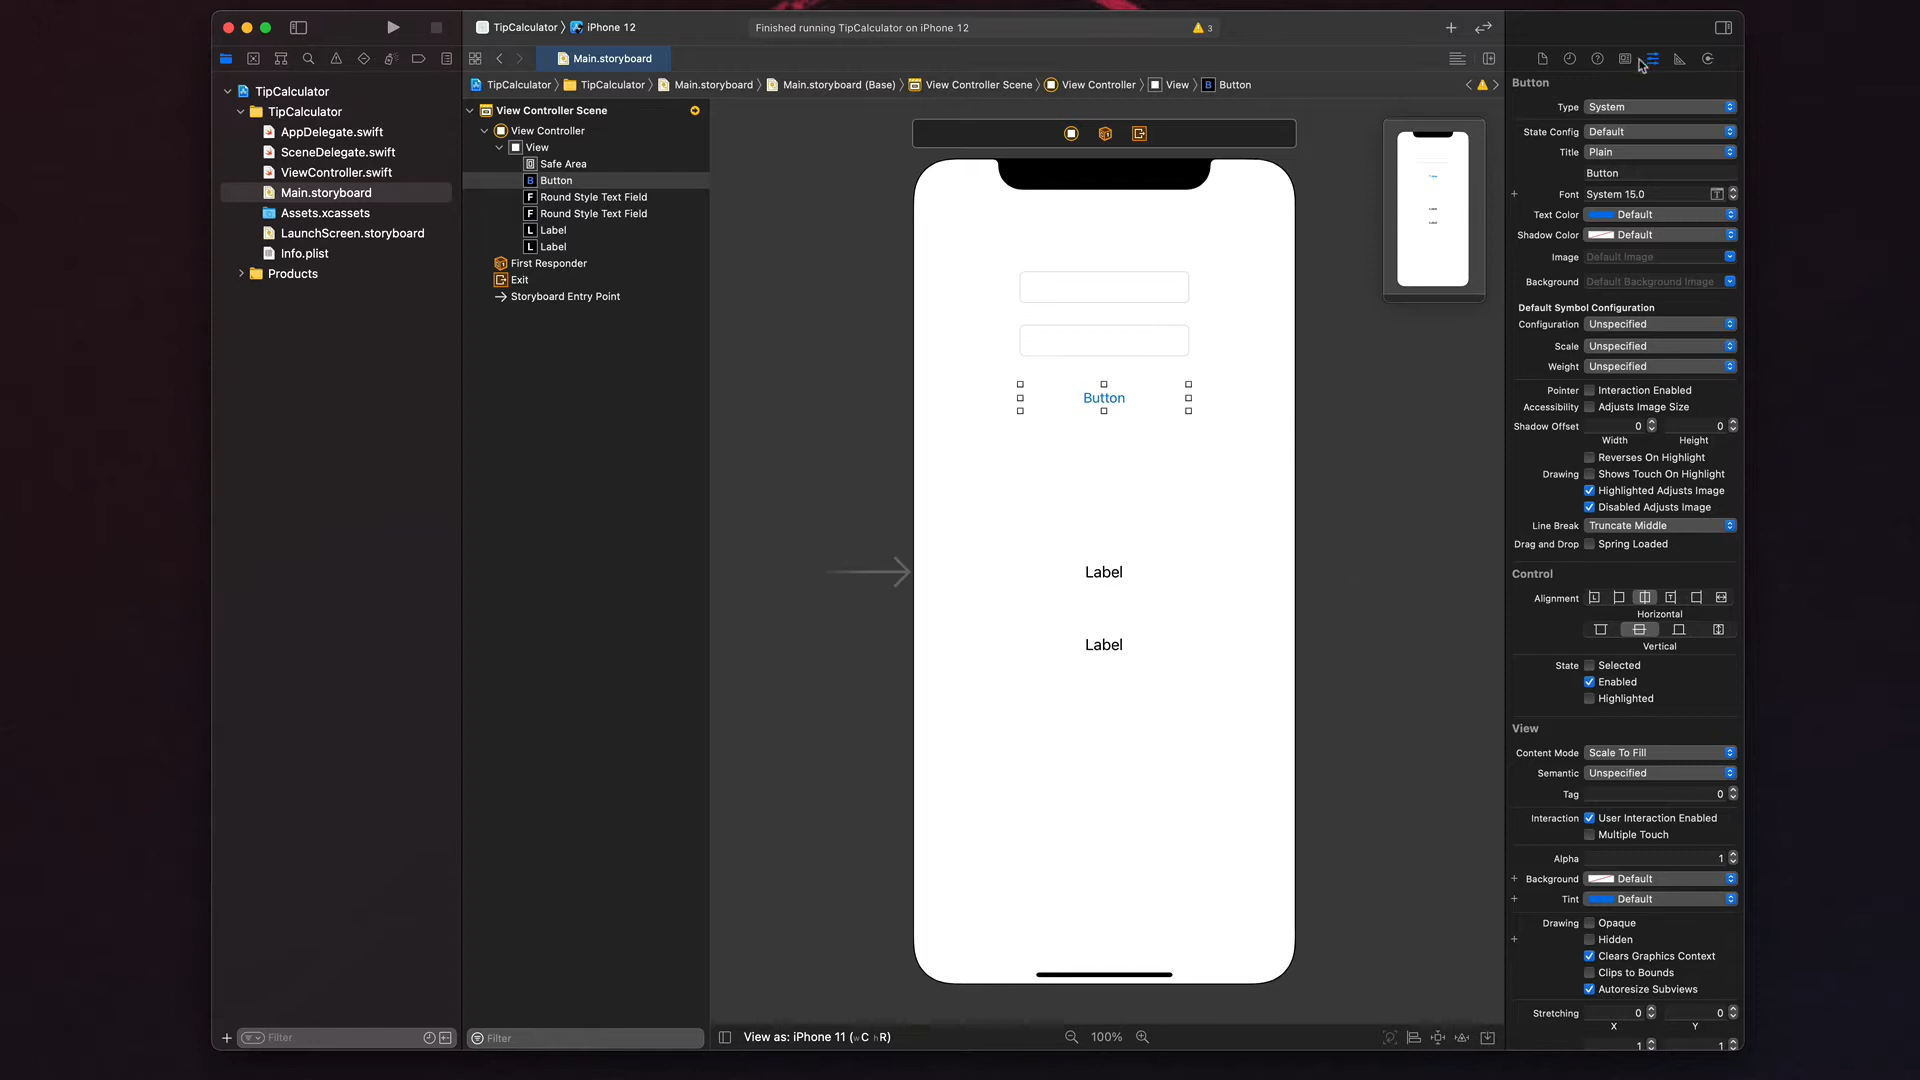 TipCalculator iPhone 12
Finished running TipCalculator on iPhone 12
3
Main.storyboard
TipCalculator TipCalculator Main.storyboard Main.storyboard (Base) View Controller Scene View Controller View B Button
TipCalculator
TipCalculator
AppDelegate.swift
SceneDelegate.swift
ViewController.swift
Main.storyboard
Assets.xcassets
LaunchScreen.storyboard
Info.plist
Products
Filter
View Controller Scene
View Controller
View
Safe Area
B Button
F Round Style Text Field
F Round Style Text Field
L Label
L Label
First Responder
Exit
Storyboard Entry Point
Filter
Button
Label
Label
View as: iPhone 11 (wC hR)
100%
Button
Type System
State Config Default
Title Plain
Button
Font System 15.0
Text Color Default
Shadow Color Default
Image Default Image
Background Default Background Image
Default Symbol Configuration
Configuration Unspecified
Scale Unspecified
Weight Unspecified
Pointer Interaction Enabled
Accessibility Adjusts Image Size
Shadow Offset 0 0
Width Height
Reverses On Highlight
Drawing Shows Touch On Highlight
Highlighted Adjusts Image
Disabled Adjusts Image
Line Break Truncate Middle
Drag and Drop Spring Loaded
Control
Alignment
Horizontal
Vertical
State Selected
Enabled
Highlighted
View
Content Mode Scale To Fill
Semantic Unspecified
Tag 0
Interaction User Interaction Enabled
Multiple Touch
Alpha 1
Background Default
Tint Default
Drawing Opaque
Hidden
Clears Graphics Context
Clips to Bounds
Autoresize Subviews
Stretching 0 0
X Y
1 1